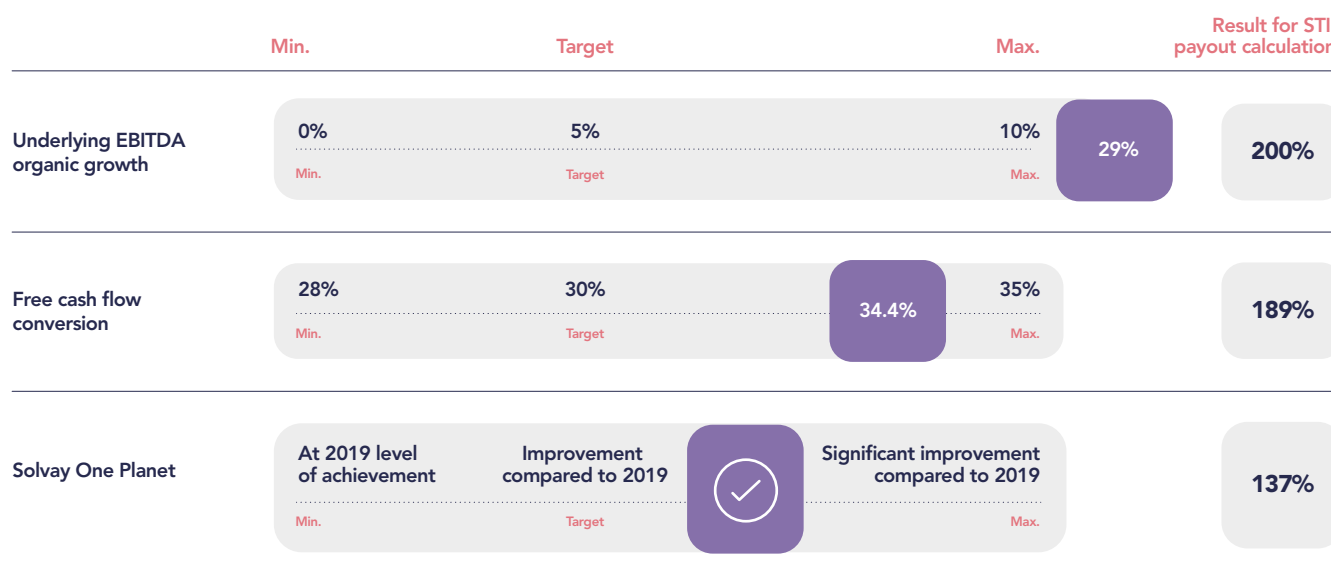 Min. Target Max. Result for STI
payout calculation
Underlying EBITDA
organic growth
0% 5% 10% 29% 200%
Min. Target Max.
Free cash flow
conversion
28% 30% 34.4% 35% 189%
Min. Target Max.
Solvay One Planet
At 2019 level
of achievement
Improvement
compared to 2019
Significant improvement
compared to 2019
137%
Min. Target Max.